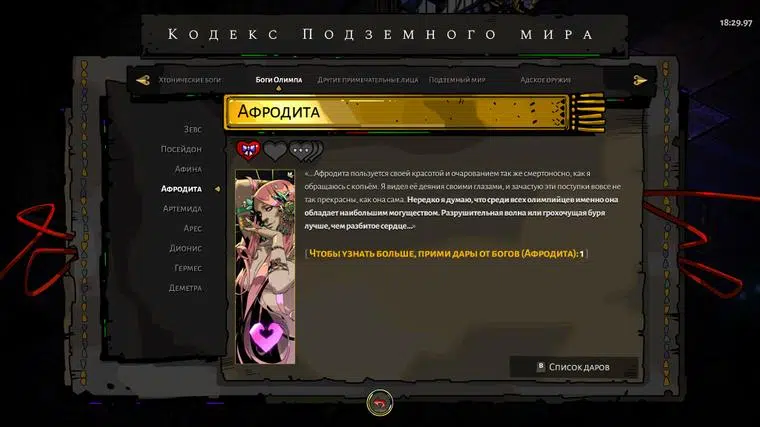 Кодекс Подземного мира
18:29.97
Хтонические боги Боги Олимпа Другие примечательные лица Подземный мир Адское оружие
Афродита
Зевс
Посейдон
Афина
Афродита
Артемида
Арес
Дионис
Гермес
Деметра
«...Афродита пользуется своей красотой и очарованием так же смертоносно, как я
обращаюсь с копьём. Я видел её деяния своими глазами, и зачастую эти поступки вовсе не
так прекрасны, как она сама. Нередко я думаю, что среди всех олимпийцев именно она
обладает наибольшим могуществом. Разрушительная волна или грохочущая буря
лучше, чем разбитое сердце...»
[ Чтобы узнать больше, прими дары от богов (Афродита): 1 ]
B Список даров